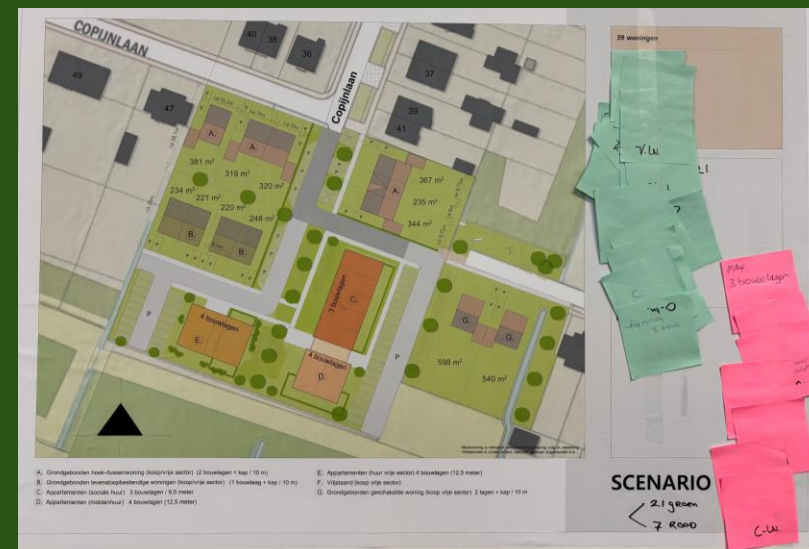 COPIJNLAAN
49
47
40
38
36
Copijnlaan
37
39
41
A.
A.
A.
381 m²
319 m²
320 m²
234 m²
221 m²
220 m²
248 m²
B.
B.
367 m²
235 m²
344 m²
3 bouwlagen
C.
4 bouwlagen
E.
4 bouwlagen
D.
P
P
G.
G.
598 m²
540 m²
A. Grondgebonden hoek-/tussenwoning (koop/vrije sector) (2 bouwlagen + kap / 10 m)
B. Grondgebonden levensloopbestendige woningen (koop/vrije sector) (1 bouwlaag + kap / 10 m)
C. Appartementen (sociale huur) 3 bouwlagen / 9,5 meter
D. Appartementen (middenhuur) 4 bouwlagen (12,5 meter)
E. Appartementen (huur vrije sector) 4 bouwlagen (12,5 meter)
F. Vrijstaand (koop vrije sector)
G. Grondgebonden geschakelde woning (koop vrije sector) 2 lagen + kap / 10 m
39 woningen
V.W.
21
7
C
max
3 bouwlagen
SCENARIO
21 groen
7 Rood
C.W.